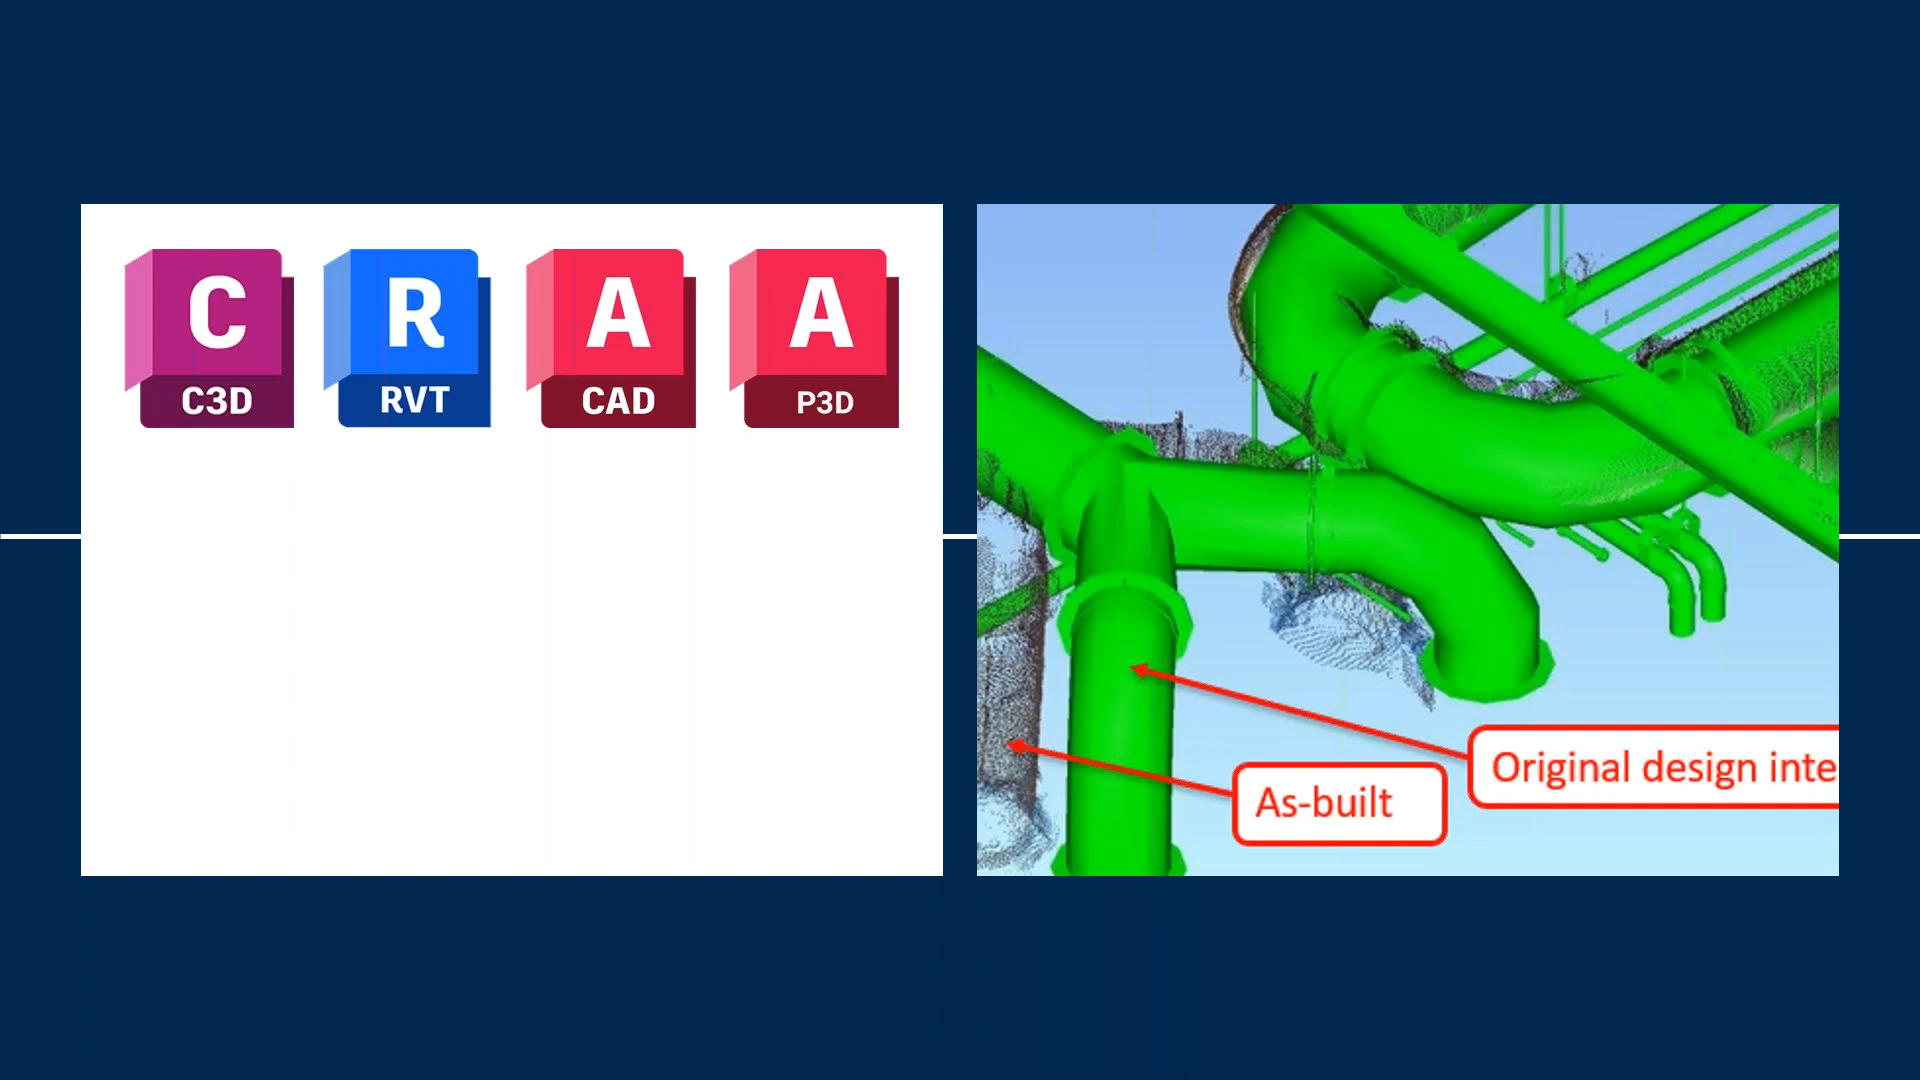 C R A A
C3D RVT CAD P3D
Original design inte
As-built